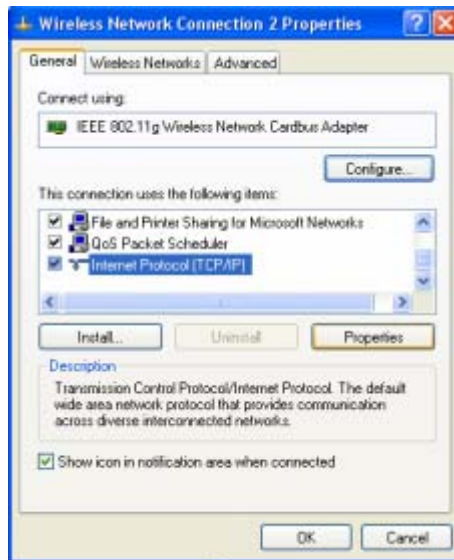 Wireless Network Connection 2 Properties
General
Wireless Networks
Advanced
Connect using:
IEEE 802.11g Wireless Network Cardbus Adapter
Configure...
This connection uses the following items:
File and Printer Sharing for Microsoft Networks
QoS Packet Scheduler
Internet Protocol (TCP/IP)
Install...
Uninstall
Properties
Description
Transmission Control Protocol/Internet Protocol. The default
wide area network protocol that provides communication
across diverse interconnected networks.
Show icon in notification area when connected
OK
Cancel